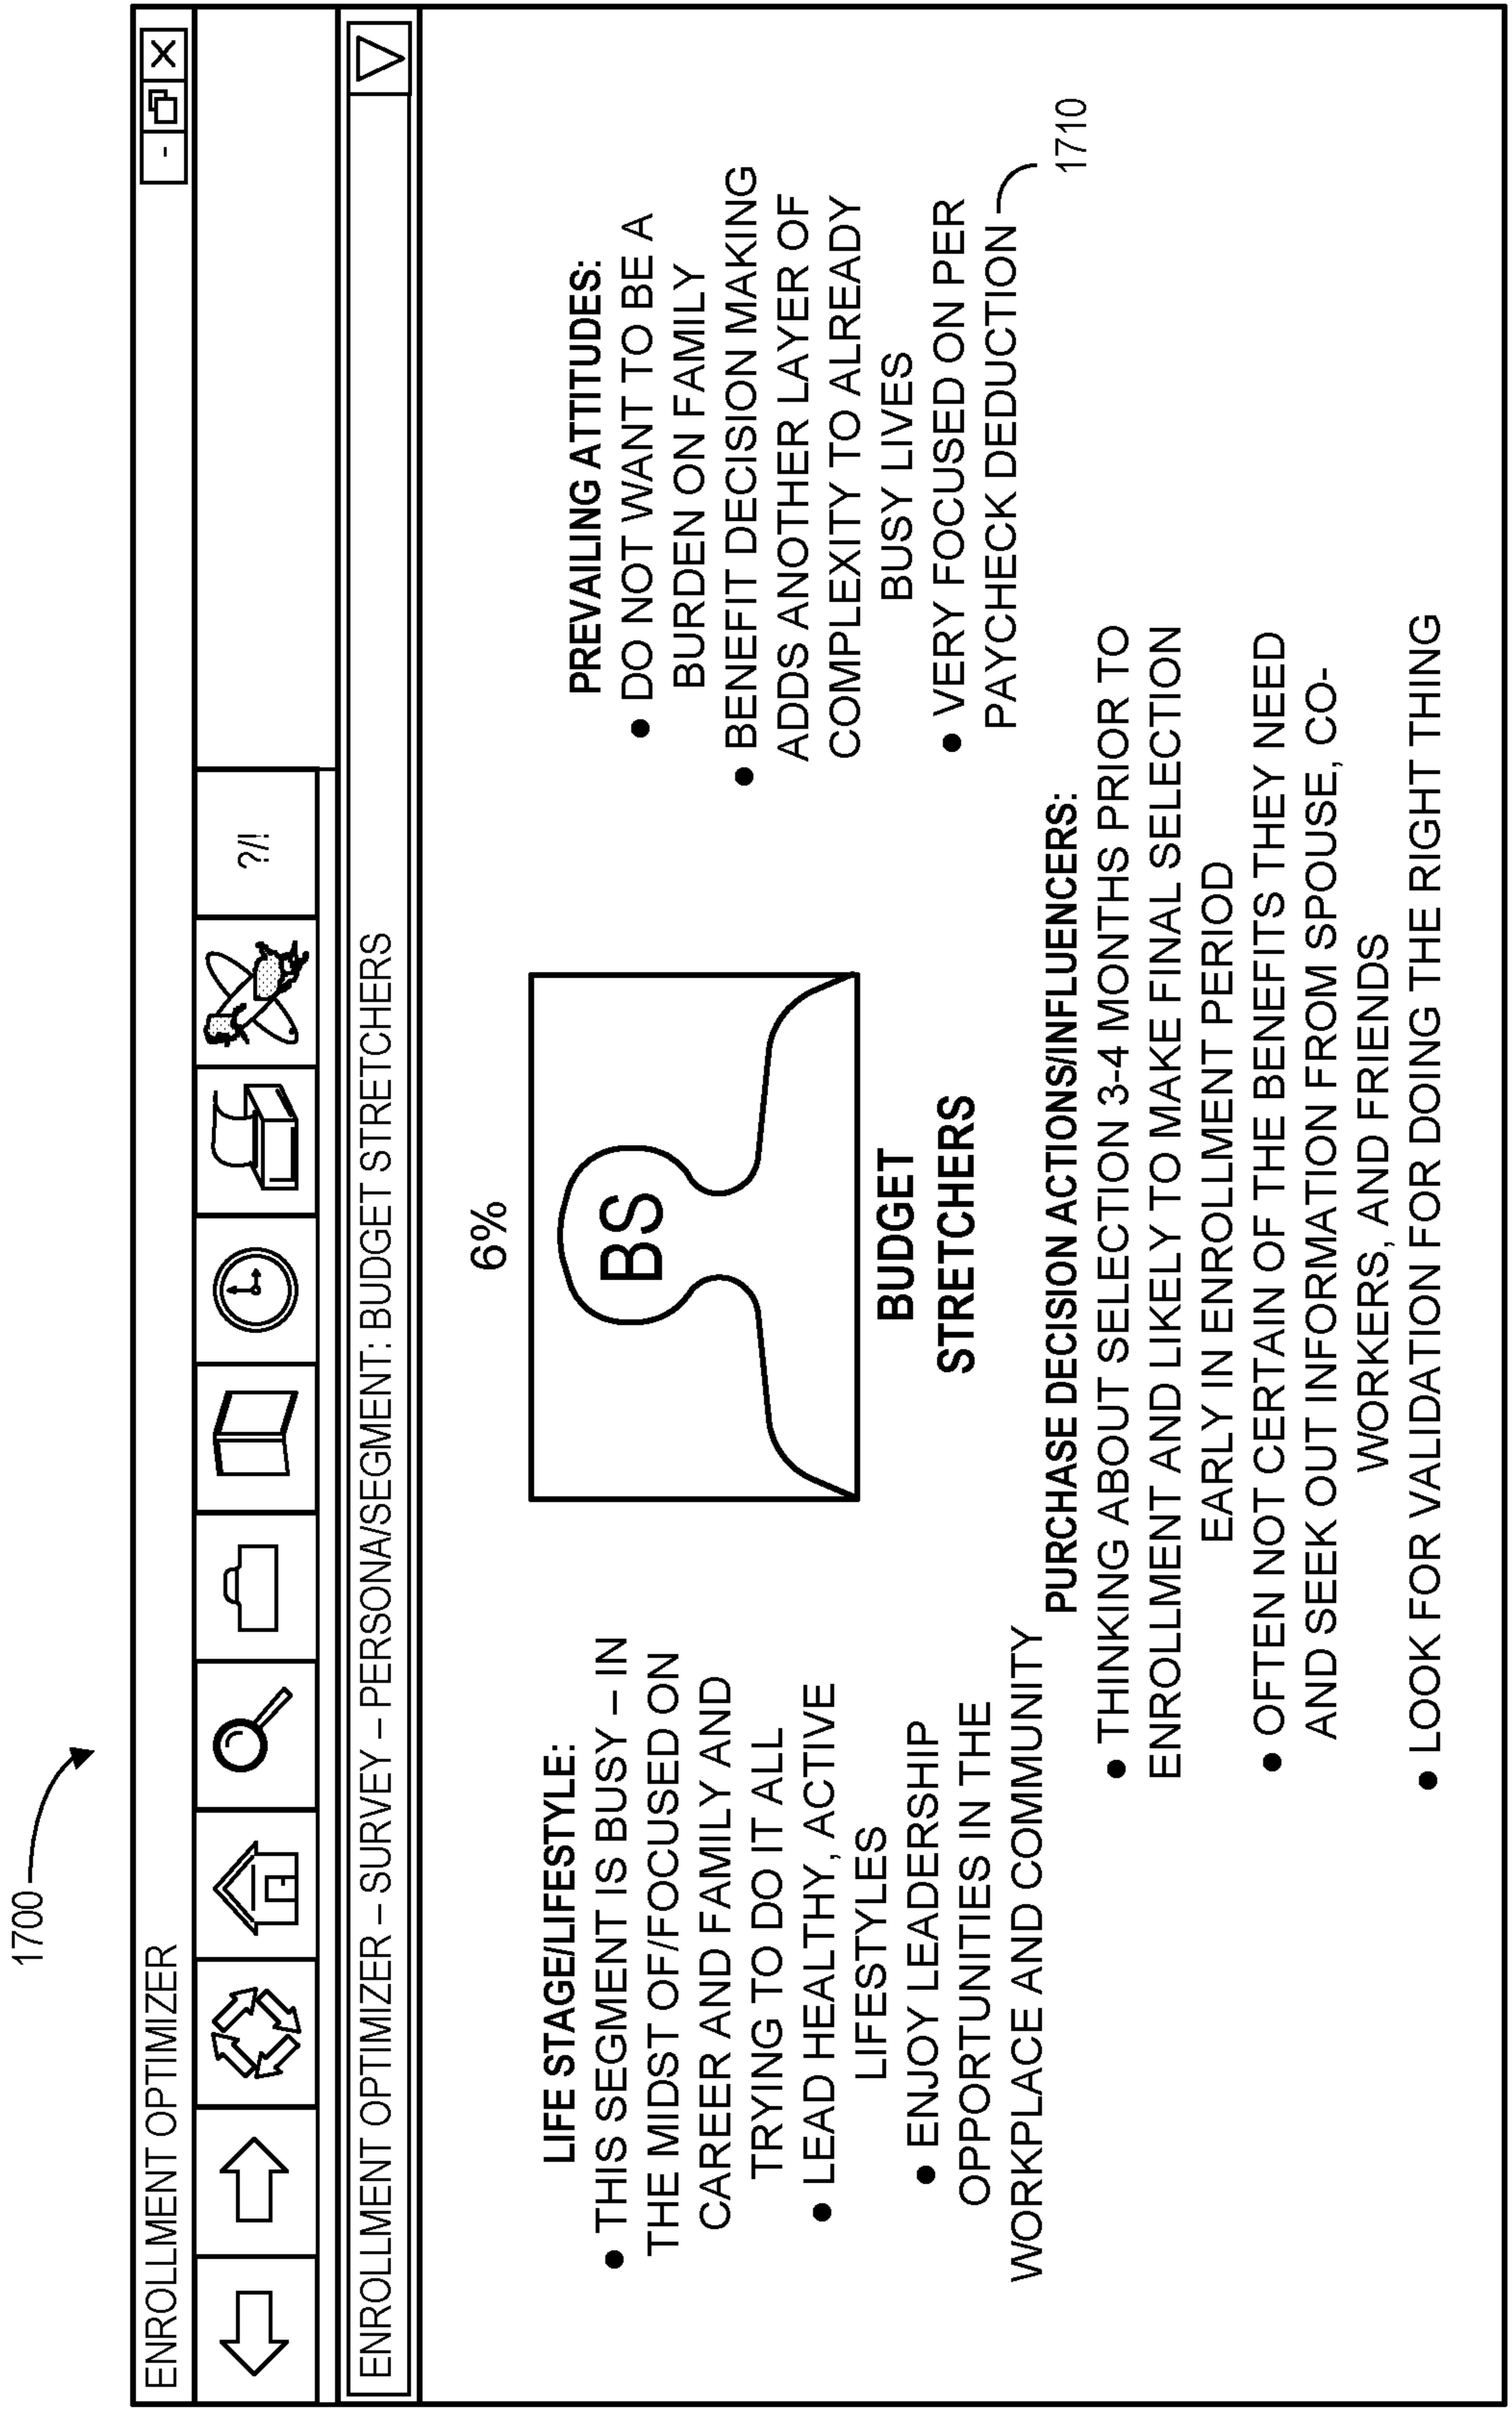 1700
ENROLLMENT OPTIMIZER
- X
?/!
ENROLLMENT OPTIMIZER – SURVEY – PERSONA/SEGMENT: BUDGET STRETCHERS
LIFE STAGE/LIFESTYLE:
• THIS SEGMENT IS BUSY – IN
THE MIDST OF/FOCUSED ON
CAREER AND FAMILY AND
TRYING TO DO IT ALL
• LEAD HEALTHY, ACTIVE
LIFESTYLES
• ENJOY LEADERSHIP
OPPORTUNITIES IN THE
WORKPLACE AND COMMUNITY
6%
BS
BUDGET
STRETCHERS
PREVAILING ATTITUDES:
• DO NOT WANT TO BE A
BURDEN ON FAMILY
• BENEFIT DECISION MAKING
ADDS ANOTHER LAYER OF
COMPLEXITY TO ALREADY
BUSY LIVES
• VERY FOCUSED ON PER
PAYCHECK DEDUCTION
1710
PURCHASE DECISION ACTIONS/INFLUENCERS:
• THINKING ABOUT SELECTION 3-4 MONTHS PRIOR TO
ENROLLMENT AND LIKELY TO MAKE FINAL SELECTION
EARLY IN ENROLLMENT PERIOD
• OFTEN NOT CERTAIN OF THE BENEFITS THEY NEED
AND SEEK OUT INFORMATION FROM SPOUSE, CO-
WORKERS, AND FRIENDS
• LOOK FOR VALIDATION FOR DOING THE RIGHT THING